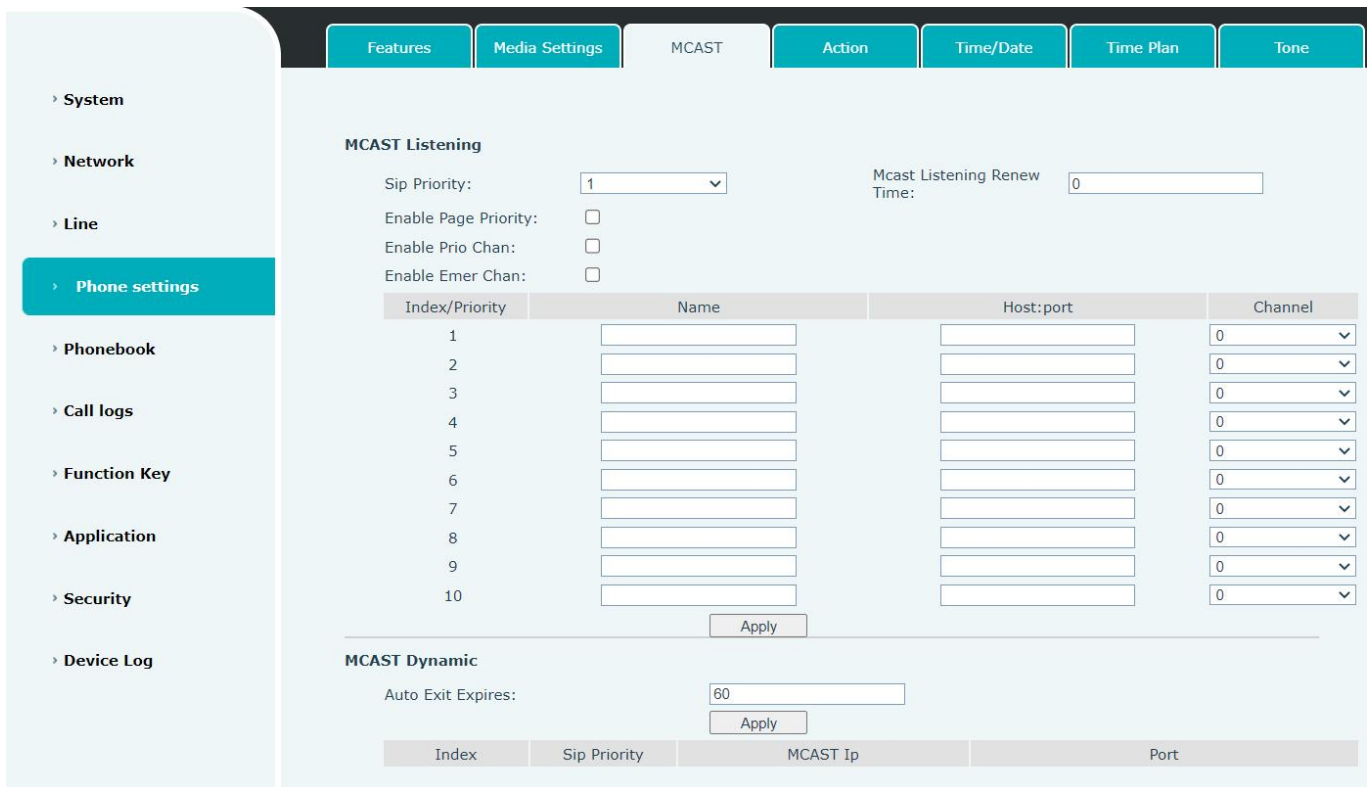 Features Media Settings MCAST Action Time/Date Time Plan Tone
System
Network
Line
Phone settings
Phonebook
Call logs
Function Key
Application
Security
Device Log
MCAST Listening
Sip Priority: 1 Mcast Listening Renew
Time: 0
Enable Page Priority:
Enable Prio Chan:
Enable Emer Chan:
Index/Priority Name Host:port Channel
1 0
2 0
3 0
4 0
5 0
6 0
7 0
8 0
9 0
10 0
Apply
MCAST Dynamic
Auto Exit Expires: 60
Apply
Index Sip Priority MCAST Ip Port